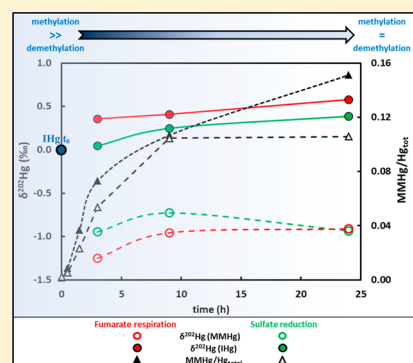 methylation methylation
>> =
demethylation demethylation
1.0 0.16
0.5 0.12
IHg t₀
0.0
δ²⁰²Hg (‰) MMHg/Hgtot
0.08
-0.5
-1.0 0.04
-1.5 0.00
0 5 10 15 20 25
time (h)
Fumarate respiration Sulfate reduction
δ²⁰²Hg (MMHg)
δ²⁰²Hg (IHg)
MMHg/Hgtotal